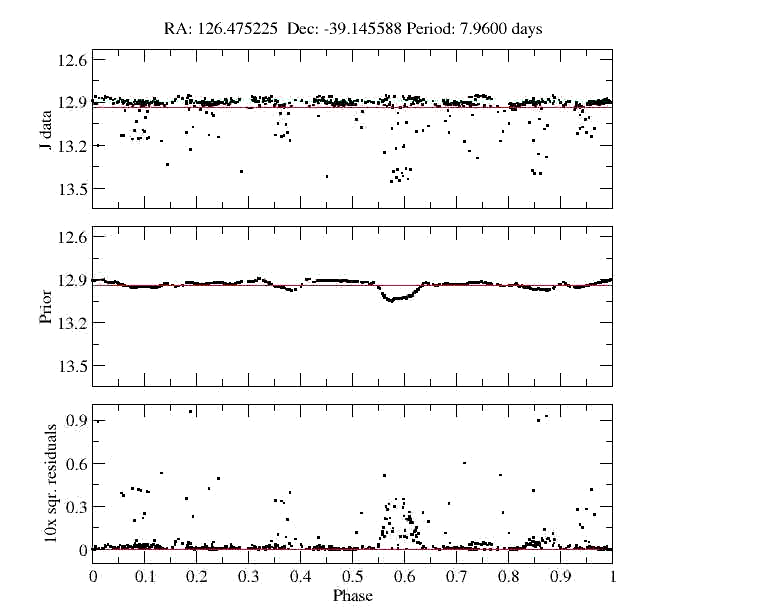 RA: 126.475225 Dec: -39.145588 Period: 7.9600 days
12.6
12.9
13.2
13.5
J data
12.6
12.9
13.2
13.5
Prior
0.9
0.6
0.3
0
10x sqr. residuals
0 0.1 0.2 0.3 0.4 0.5 0.6 0.7 0.8 0.9 1
Phase